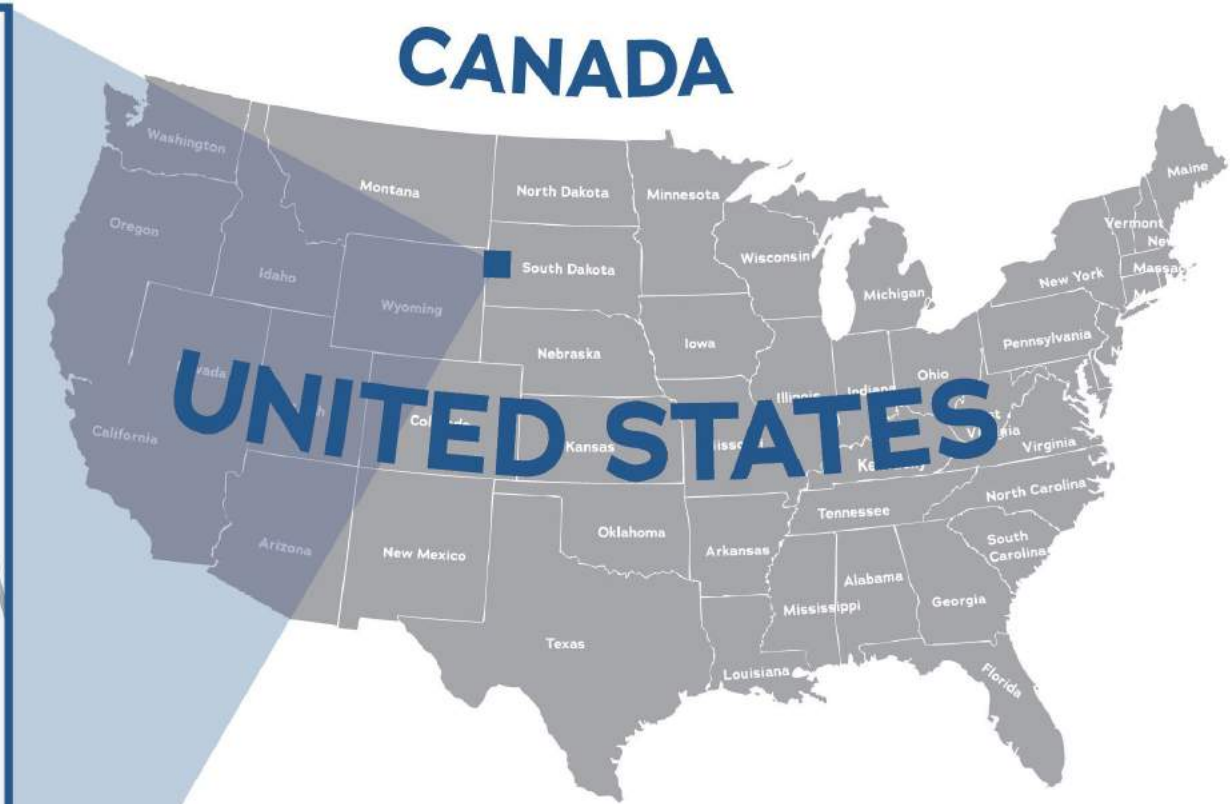 CANADA
Washington
Montana
North Dakota
Minnesota
Maine
Oregon
Idaho
Wyoming
South Dakota
Wisconsin
Michigan
Vermont
New York
Massac
Nebraska
Iowa
Pennsylvania
Ohio
vada
UNITED STATES
California
Kansas
Virginia
Arizona
New Mexico
Oklahoma
Arkansas
Tennessee
North Carolina
South
Carolina
Mississippi
Alabama
Georgia
Texas
Louisiana
Florida